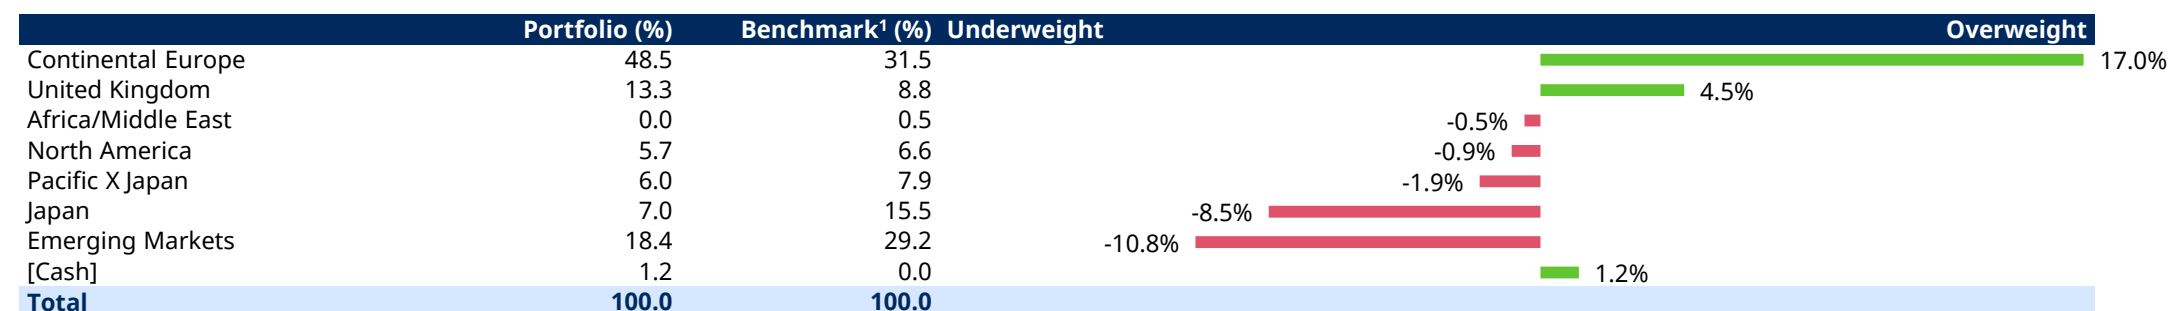 Portfolio (%) Benchmark¹ (%) Underweight Overweight
Continental Europe 48.5 31.5 17.0%
United Kingdom 13.3 8.8 4.5%
Africa/Middle East 0.0 0.5 -0.5%
North America 5.7 6.6 -0.9%
Pacific X Japan 6.0 7.9 -1.9%
Japan 7.0 15.5 -8.5%
Emerging Markets 18.4 29.2 -10.8%
[Cash] 1.2 0.0 1.2%
Total 100.0 100.0